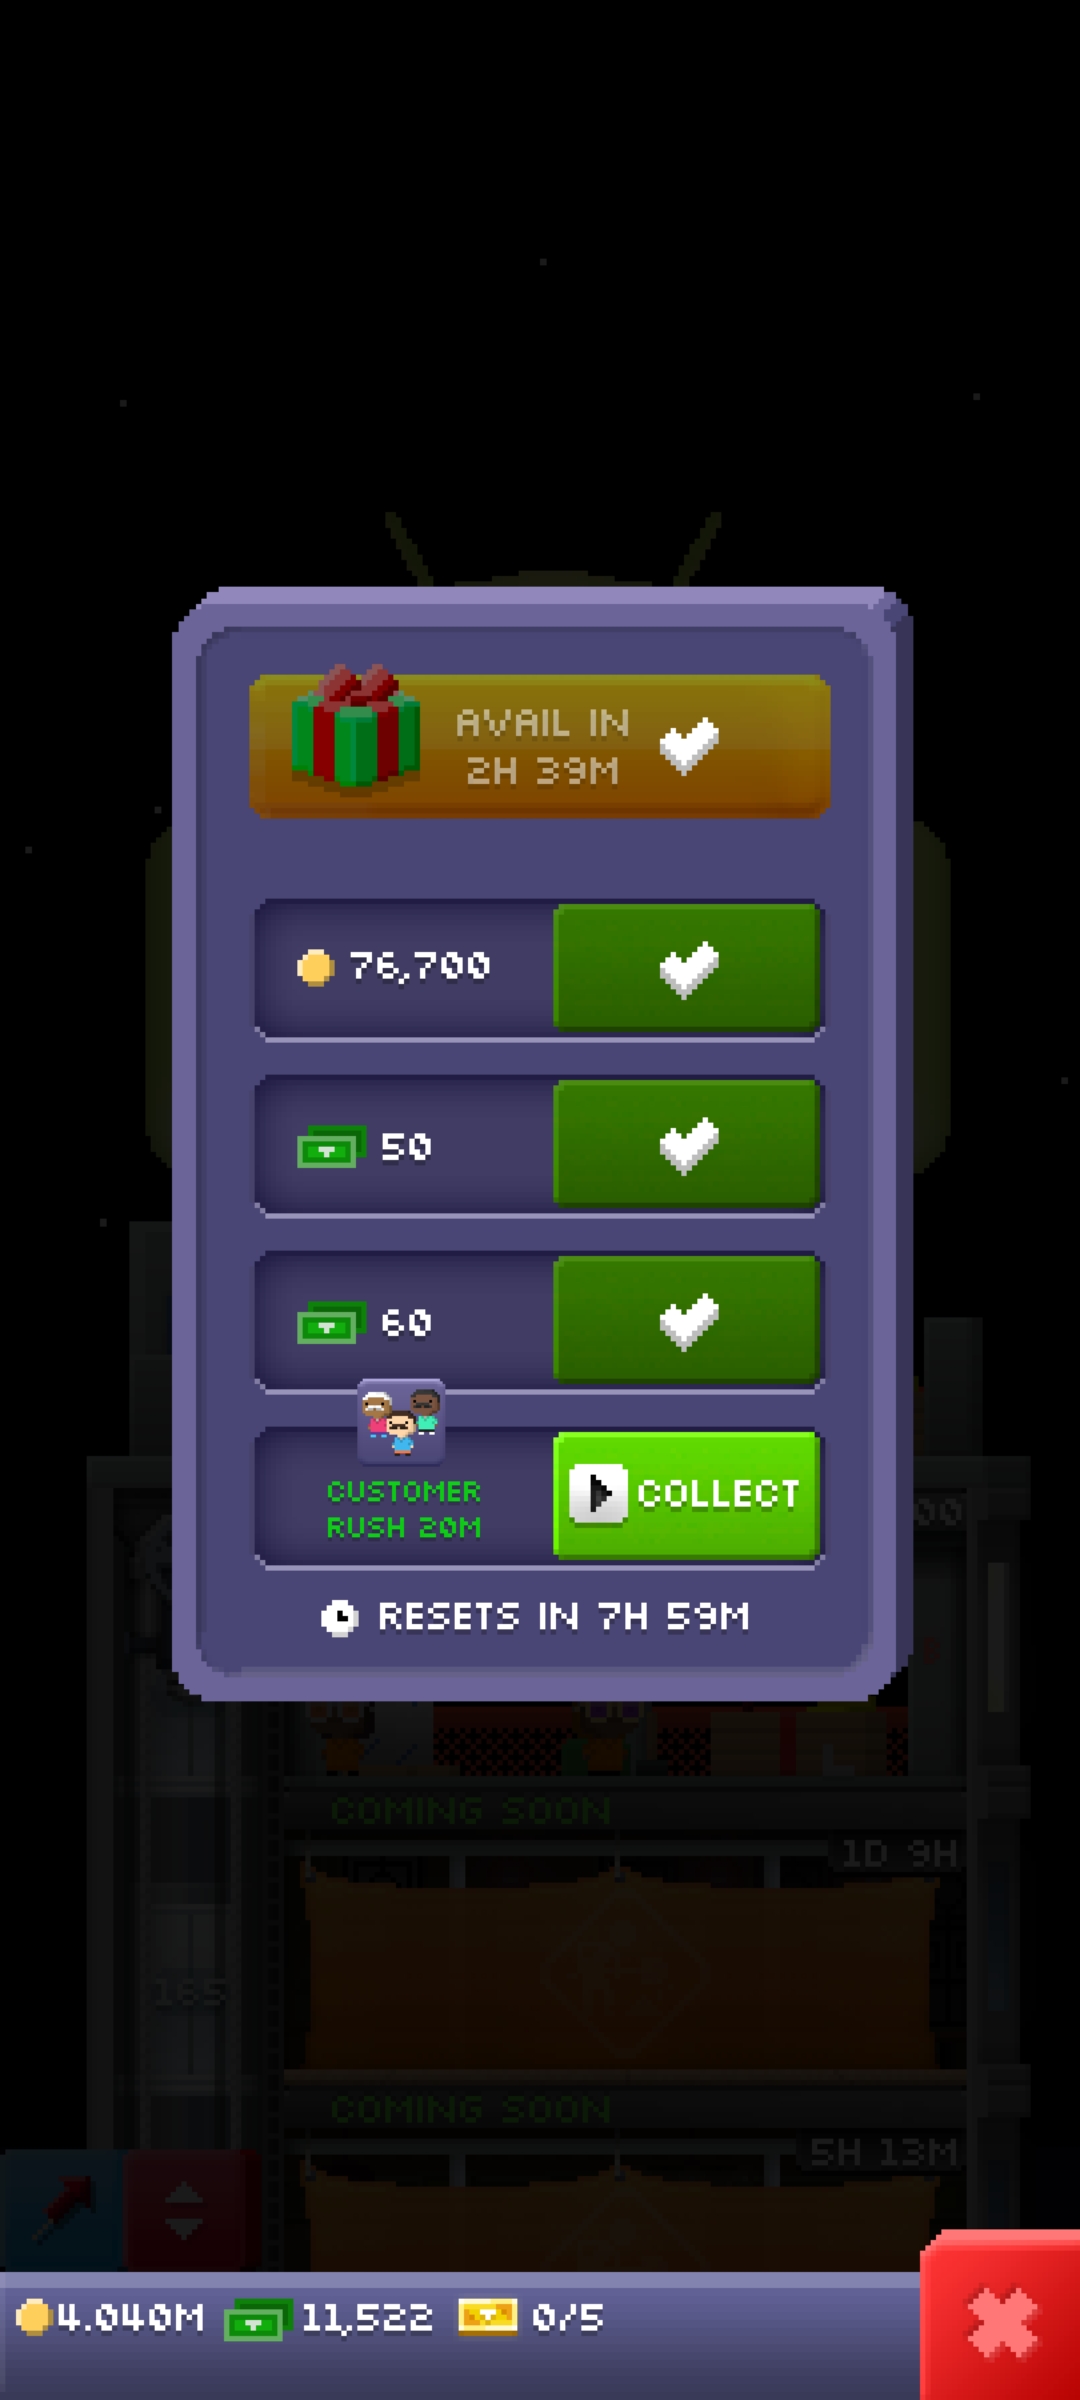 AVAIL IN
2H 39M
76,700
50
60
CUSTOMER
RUSH 20M
COLLECT
RESETS IN 7H 59M
COMING SOON
1D 9H
165
COMING SOON
5H 13M
4.040M 11,522 0/5